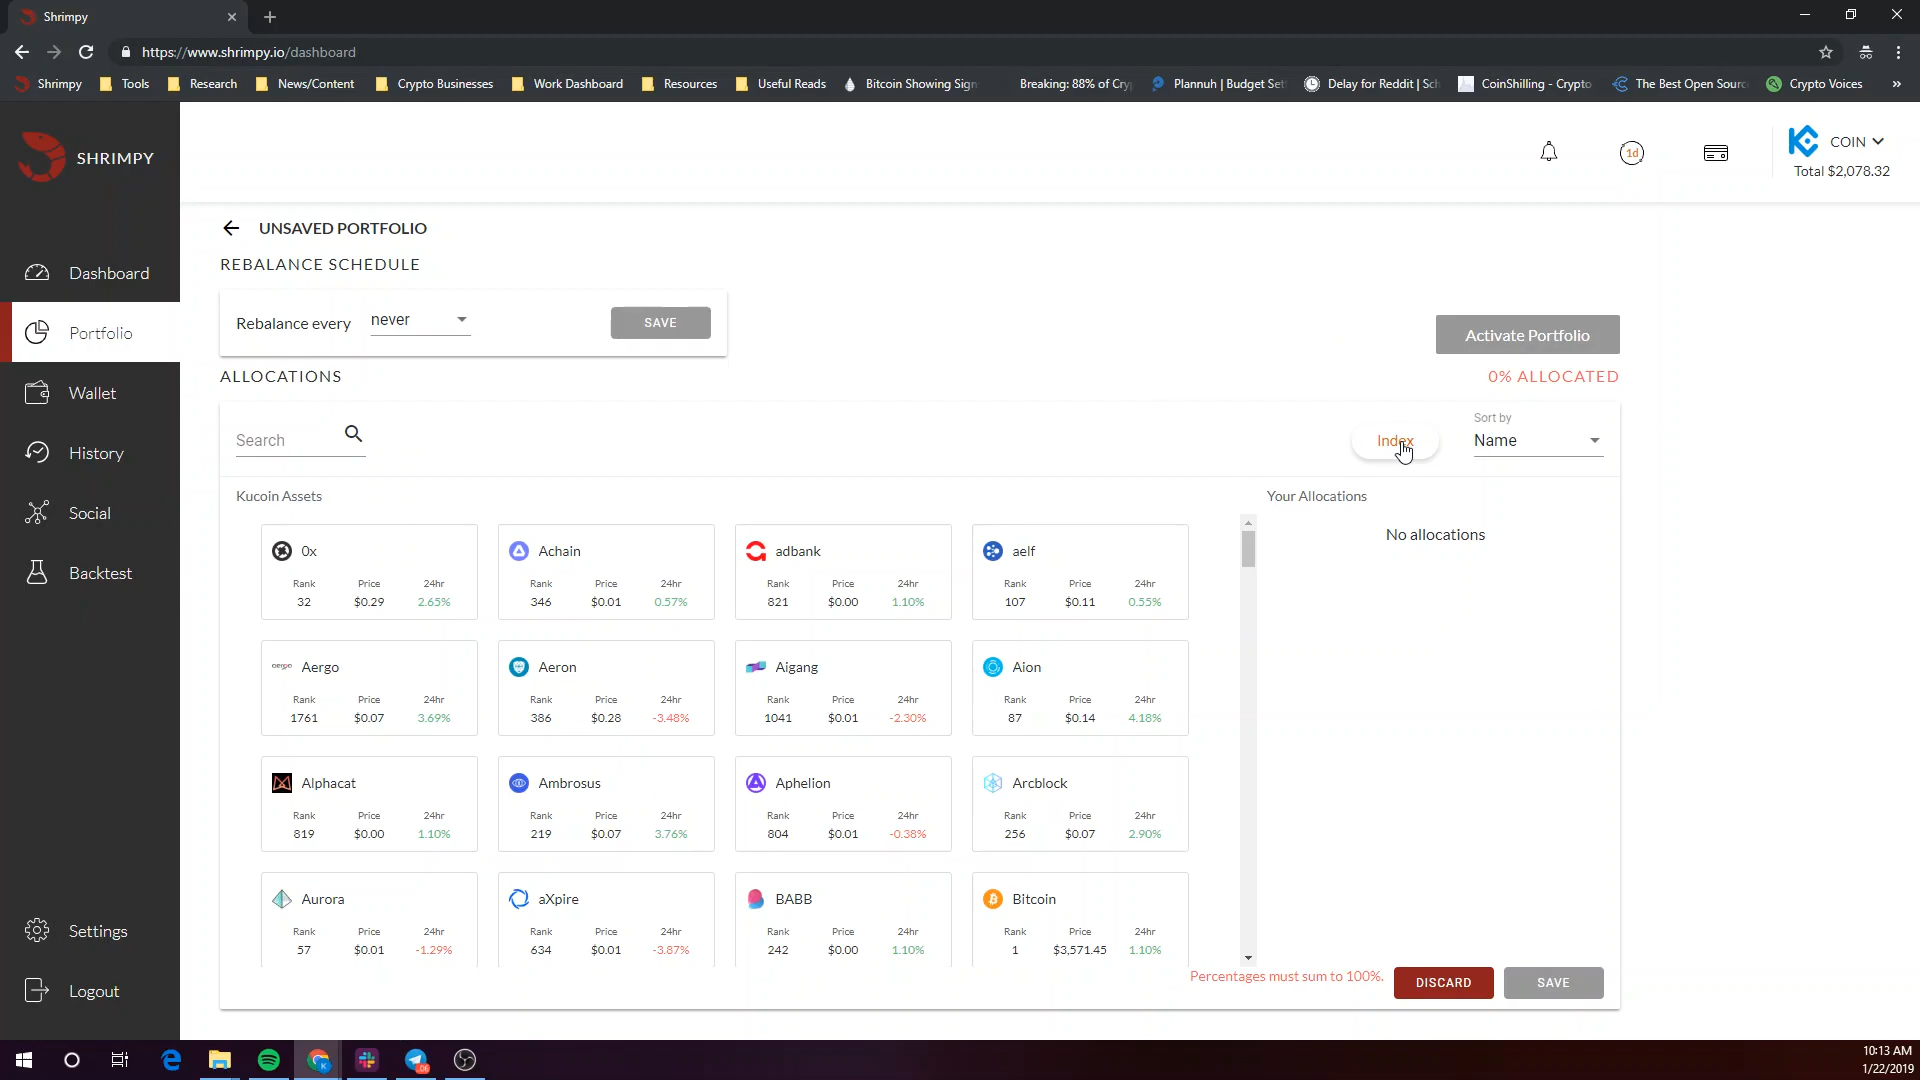 Shrimpy
https://www.shrimpy.io/dashboard
Shrimpy Tools Research News/Content Crypto Businesses Work Dashboard Resources Useful Reads Bitcoin Showing Sign Breaking: 88% of Cry Plannuh | Budget Set Delay for Reddit | Sch CoinShilling - Crypto The Best Open Sourc Crypto Voices »
SHRIMPY
1d
COIN
Total $2,078.32
Dashboard
Portfolio
Wallet
History
Social
Backtest
Settings
Logout
UNSAVED PORTFOLIO
REBALANCE SCHEDULE
Rebalance every never SAVE
Activate Portfolio
ALLOCATIONS
0% ALLOCATED
Search
Index
Sort by
Name
Kucoin Assets
Your Allocations
No allocations
0x
Rank Price 24hr
32 $0.29 2.65%
Achain
Rank Price 24hr
346 $0.01 0.57%
adbank
Rank Price 24hr
821 $0.00 1.10%
aelf
Rank Price 24hr
107 $0.11 0.55%
Aergo
Rank Price 24hr
1761 $0.07 3.69%
Aeron
Rank Price 24hr
386 $0.28 -3.48%
Aigang
Rank Price 24hr
1041 $0.01 -2.30%
Aion
Rank Price 24hr
87 $0.14 4.18%
Alphacat
Rank Price 24hr
819 $0.00 1.10%
Ambrosus
Rank Price 24hr
219 $0.07 3.76%
Aphelion
Rank Price 24hr
804 $0.01 -0.38%
Arcblock
Rank Price 24hr
256 $0.07 2.90%
Aurora
Rank Price 24hr
57 $0.01 -1.29%
aXpire
Rank Price 24hr
634 $0.01 -3.87%
BABB
Rank Price 24hr
242 $0.00 1.10%
Bitcoin
Rank Price 24hr
1 $3,571.45 1.10%
Percentages must sum to 100%.
DISCARD
SAVE
10:13 AM
1/22/2019